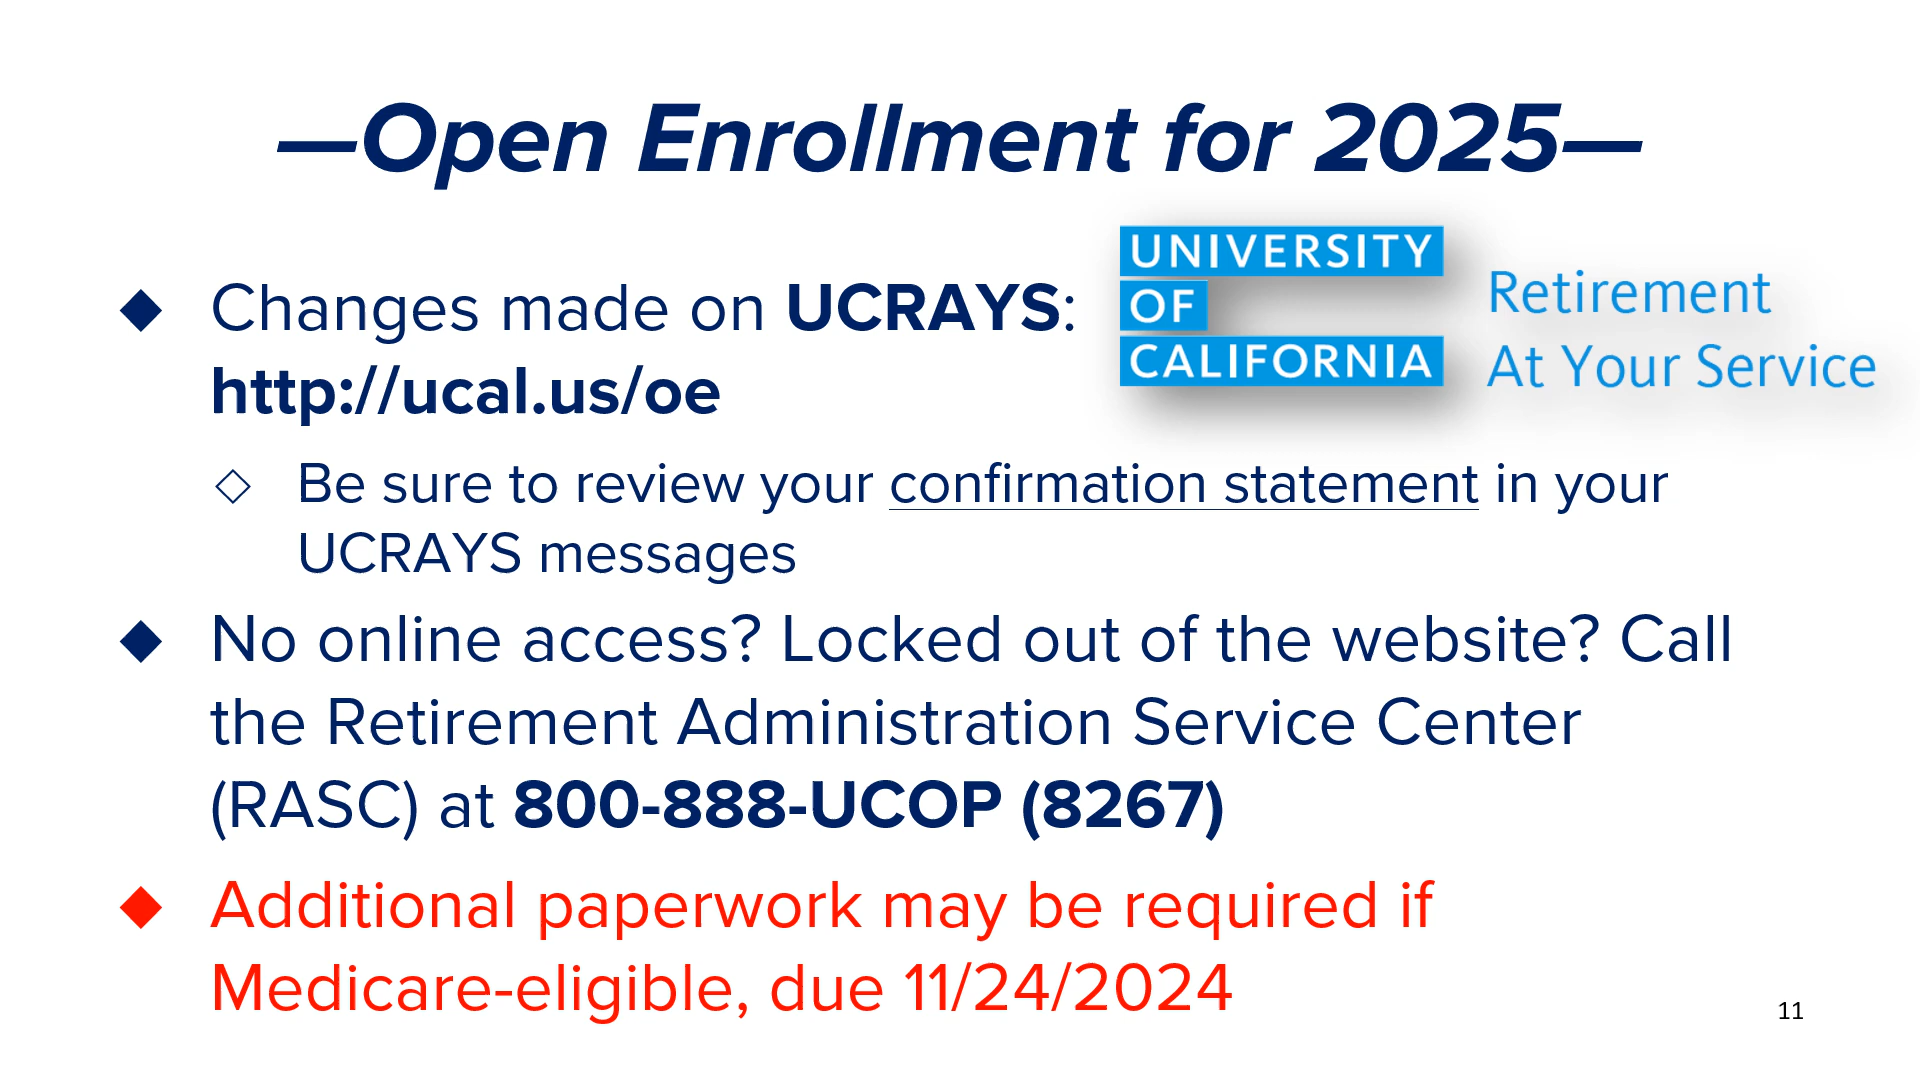 —Open Enrollment for 2025—
UNIVERSITY
OF
CALIFORNIA
Retirement
At Your Service
◆ Changes made on UCRAYS:
http://ucal.us/oe
◇ Be sure to review your confirmation statement in your
UCRAYS messages
◆ No online access? Locked out of the website? Call
the Retirement Administration Service Center
(RASC) at 800-888-UCOP (8267)
◆ Additional paperwork may be required if
Medicare-eligible, due 11/24/2024
11